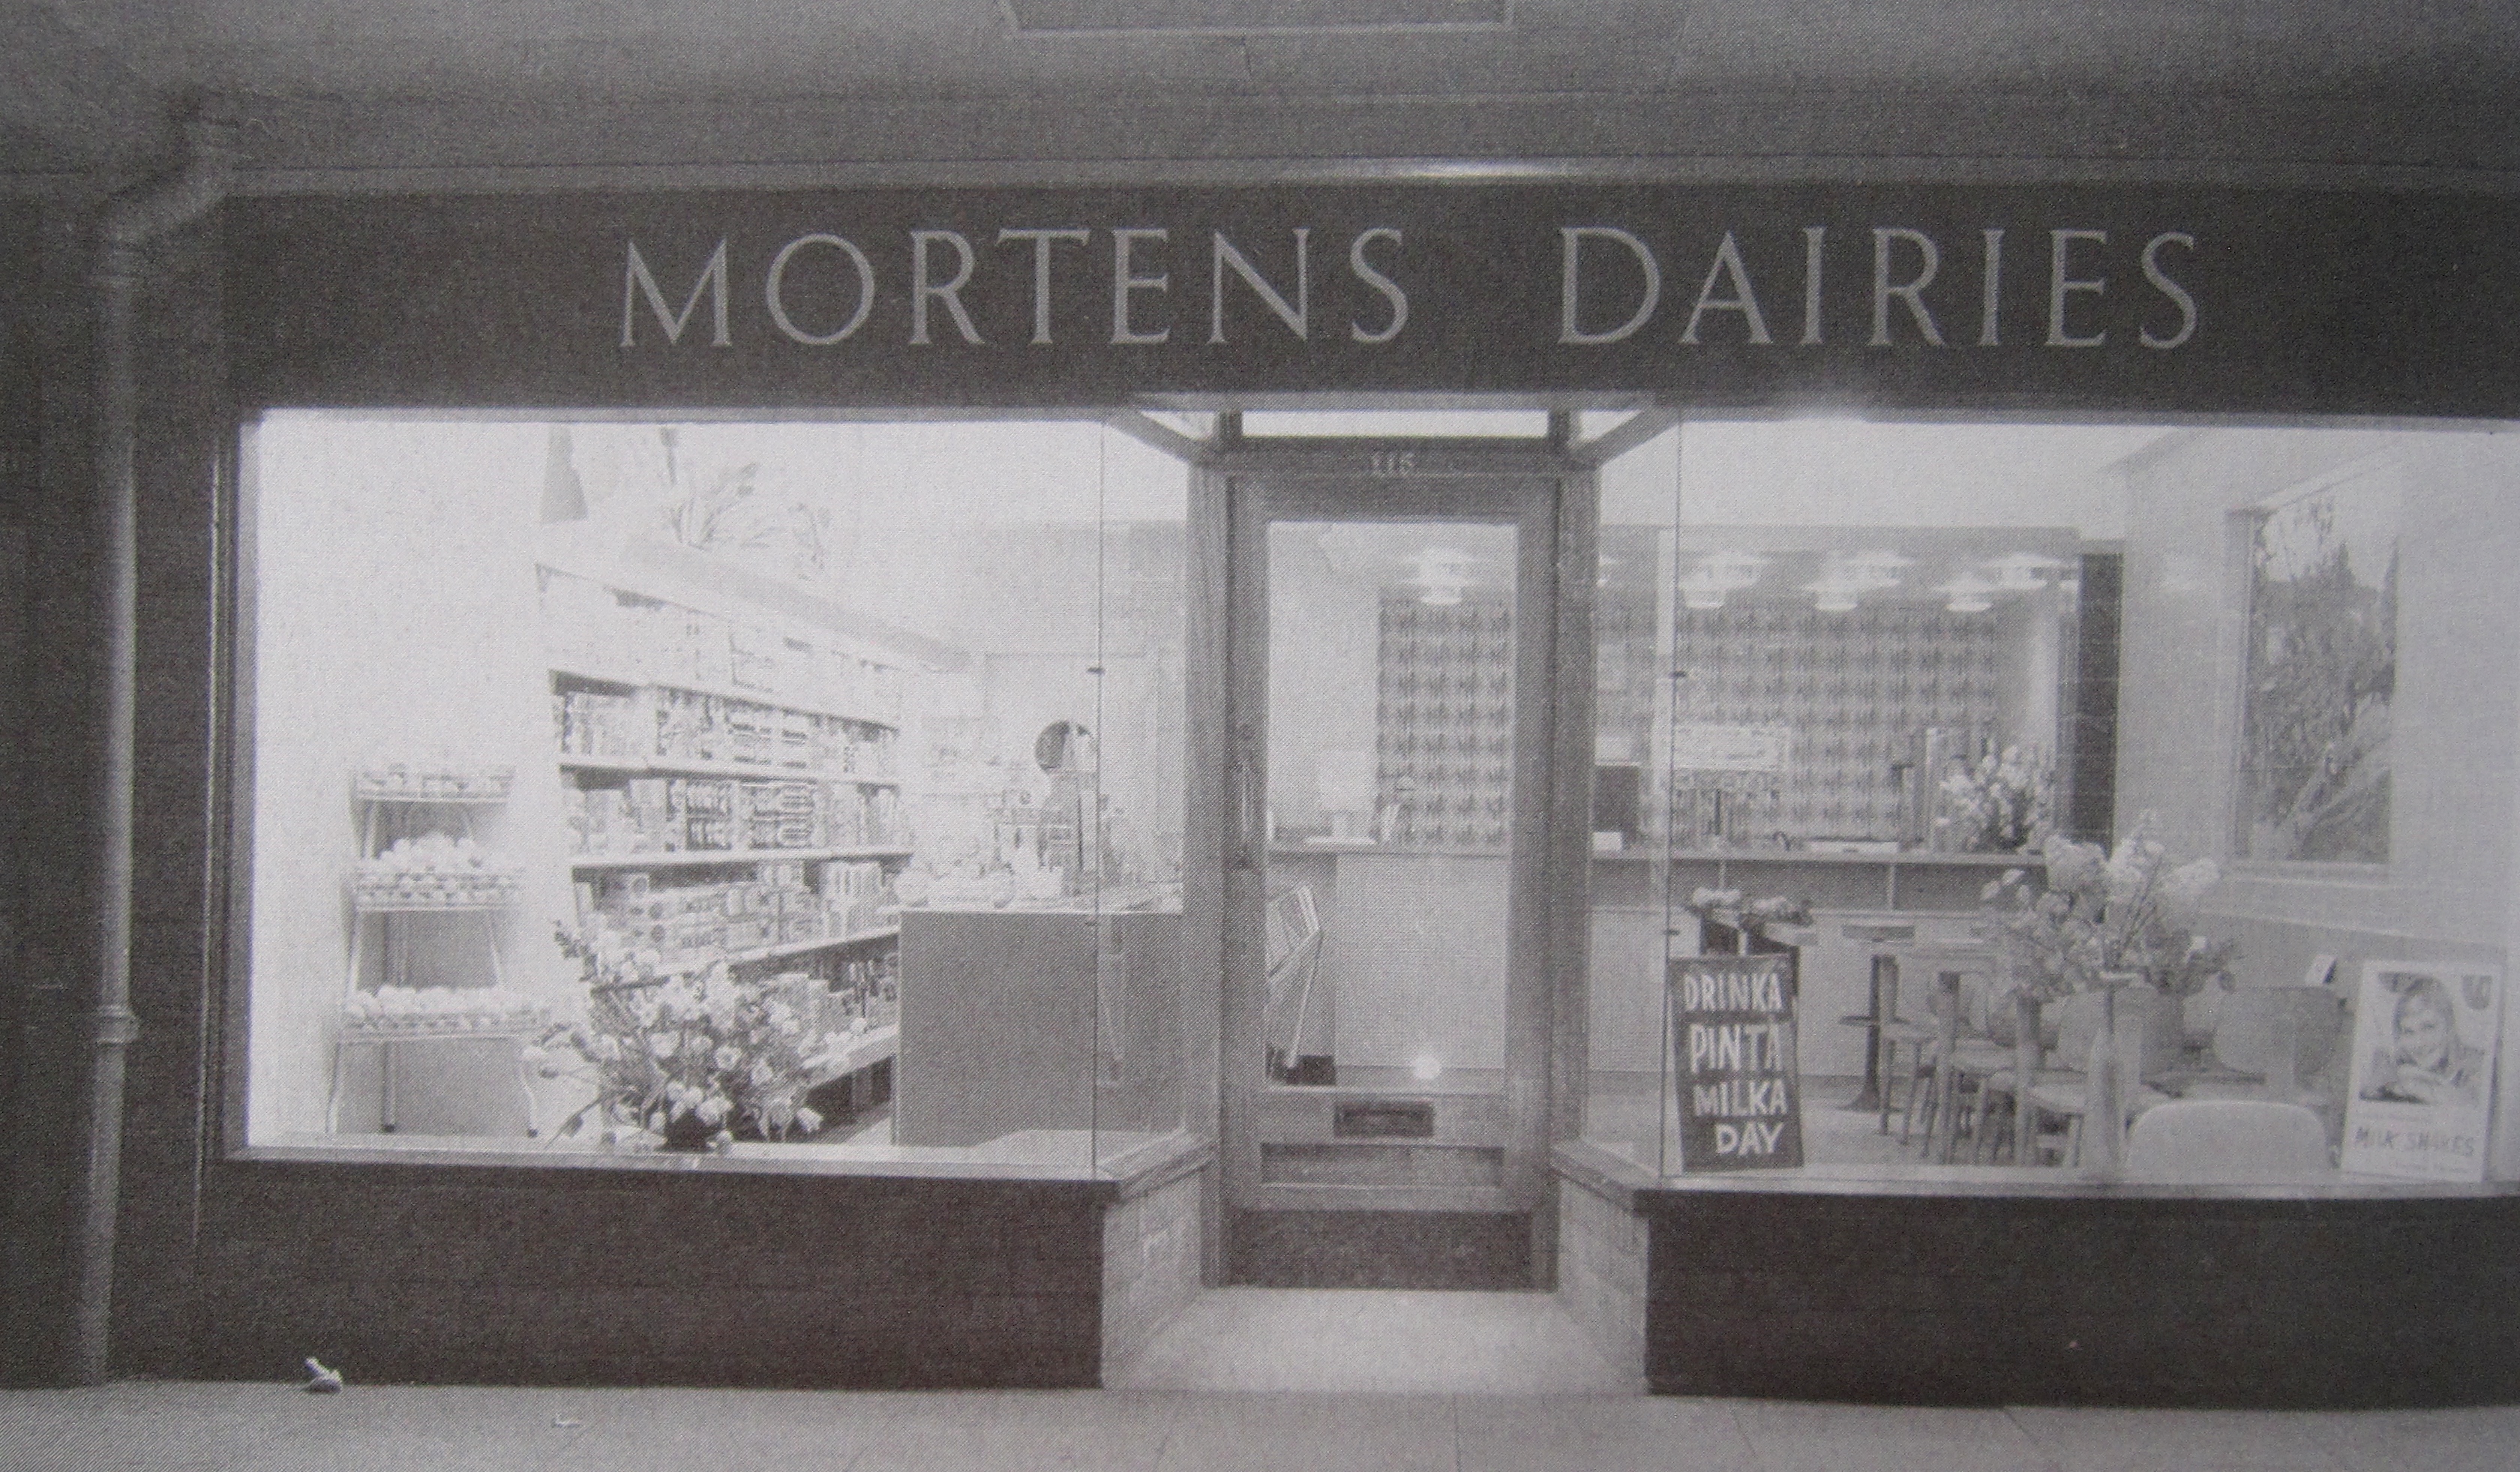 MORTENS DAIRIES
115
DRINKA
PINTA
MILKA
DAY
MILK SHAKES